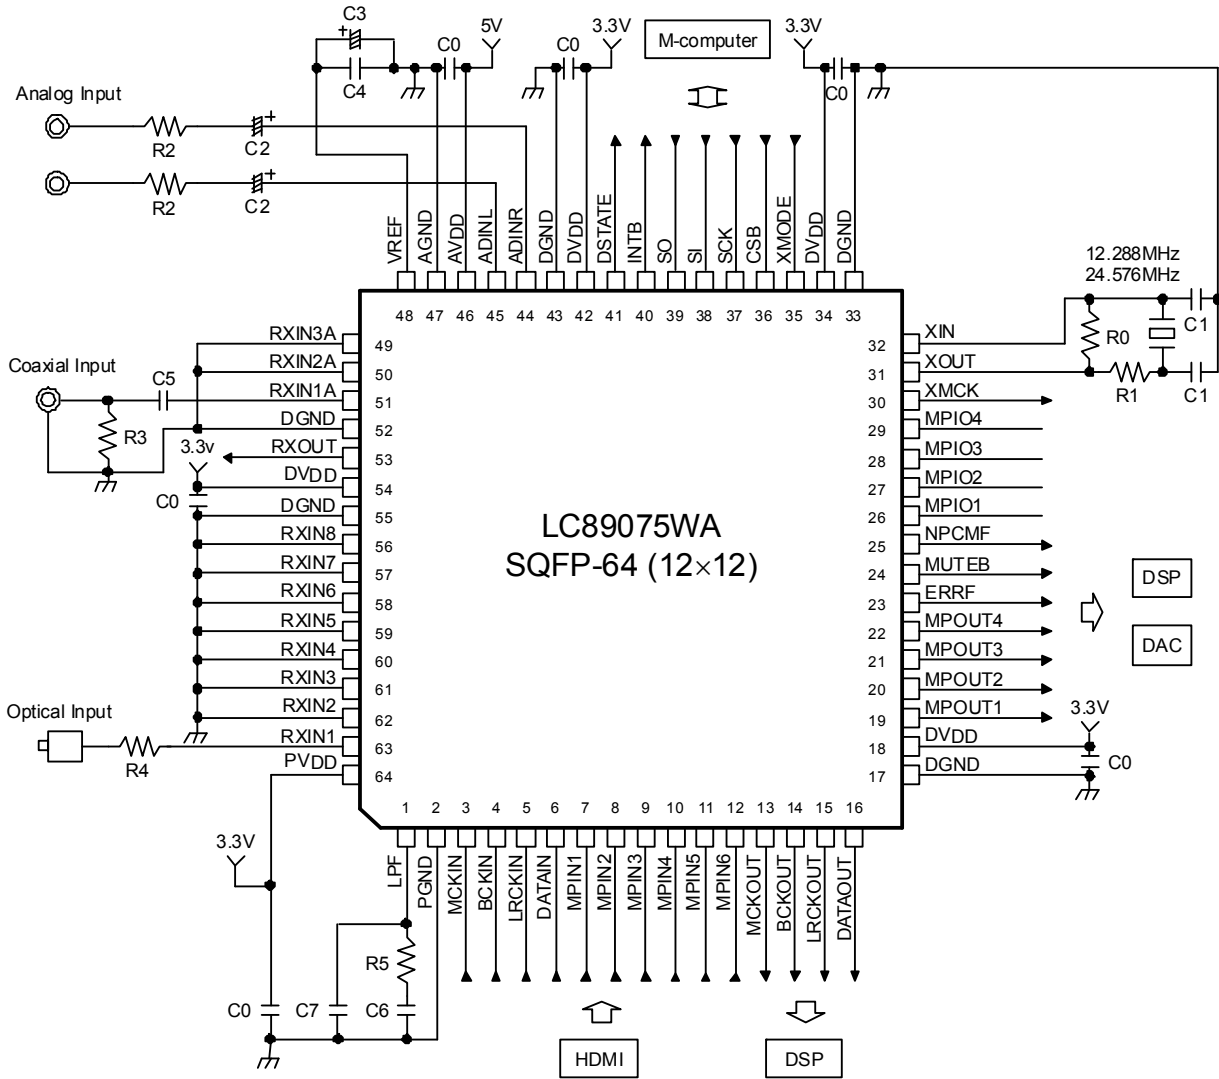 C3
+
C4
C0
5V
C0
3.3V
M-computer
3.3V
C0
Analog Input
R2
C2
+
R2
C2
+
VREF
AGND
AVDD
ADINL
ADINR
DGND
DVDD
DSTATE
INTB
SO
SI
SCK
CSB
XMODE
DVDD
DGND
48 47 46 45 44 43 42 41 40 39 38 37 36 35 34 33
12.288MHz
24.576MHz
R0
C1
R1
C1
Coaxial Input
C5
R3
3.3v
C0
RXIN3A 49
RXIN2A 50
RXIN1A 51
DGND 52
RXOUT 53
DVDD 54
DGND 55
RXIN8 56
RXIN7 57
RXIN6 58
RXIN5 59
RXIN4 60
RXIN3 61
RXIN2 62
RXIN1 63
PVDD 64
Optical Input
R4
LC89075WA
SQFP-64 (12×12)
32 XIN
31 XOUT
30 XMCK
29 MPIO4
28 MPIO3
27 MPIO2
26 MPIO1
25 NPCMF
24 MUTEB
23 ERRF
22 MPOUT4
21 MPOUT3
20 MPOUT2
19 MPOUT1
18 DVDD
17 DGND
DSP
DAC
3.3V
C0
1 2 3 4 5 6 7 8 9 10 11 12 13 14 15 16
LPF
PGND
MCKIN
BCKIN
LRCKIN
DATAIN
MPIN1
MPIN2
MPIN3
MPIN4
MPIN5
MPIN6
MCKOUT
BCKOUT
LRCKOUT
DATAOUT
3.3V
R5
C0
C7
C6
HDMI
DSP